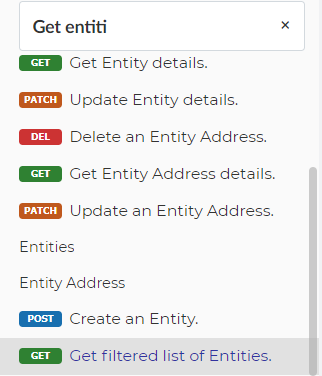 Get entiti ×
GET Get Entity details.
PATCH Update Entity details.
DEL Delete an Entity Address.
GET Get Entity Address details.
PATCH Update an Entity Address.
Entities
Entity Address
POST Create an Entity.
GET Get filtered list of Entities.